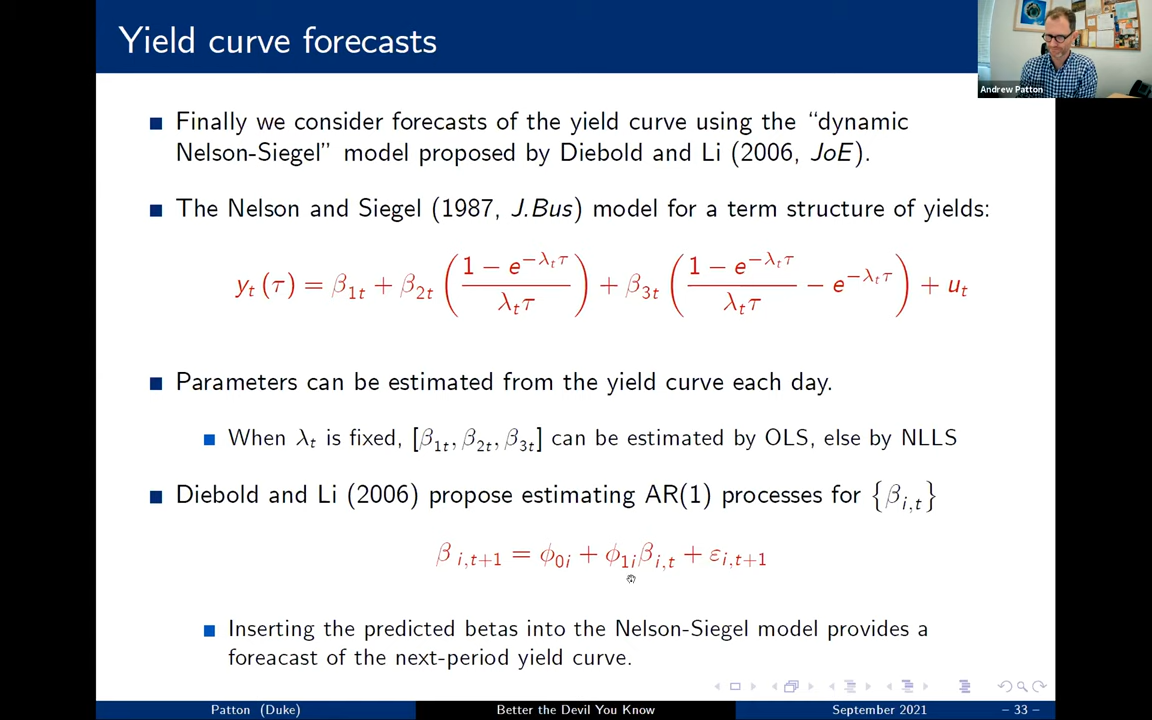 Yield curve forecasts
Andrew Patton
Finally we consider forecasts of the yield curve using the “dynamic
Nelson-Siegel” model proposed by Diebold and Li (2006, JoE).
The Nelson and Siegel (1987, J.Bus) model for a term structure of yields:
y_t (τ) = β_{1t} + β_{2t} ( (1 − e^{−λ_t τ}) / (λ_t τ) ) + β_{3t} ( (1 − e^{−λ_t τ}) / (λ_t τ) − e^{−λ_t τ} ) + u_t
Parameters can be estimated from the yield curve each day.
When λ_t is fixed, [β_{1t}, β_{2t}, β_{3t}] can be estimated by OLS, else by NLLS
Diebold and Li (2006) propose estimating AR(1) processes for {β_{i,t}}
β_{i,t+1} = φ_{0i} + φ_{1i}β_{i,t} + ε_{i,t+1}
Inserting the predicted betas into the Nelson-Siegel model provides a
foreacast of the next-period yield curve.
Patton (Duke) Better the Devil You Know September 2021 – 33 –